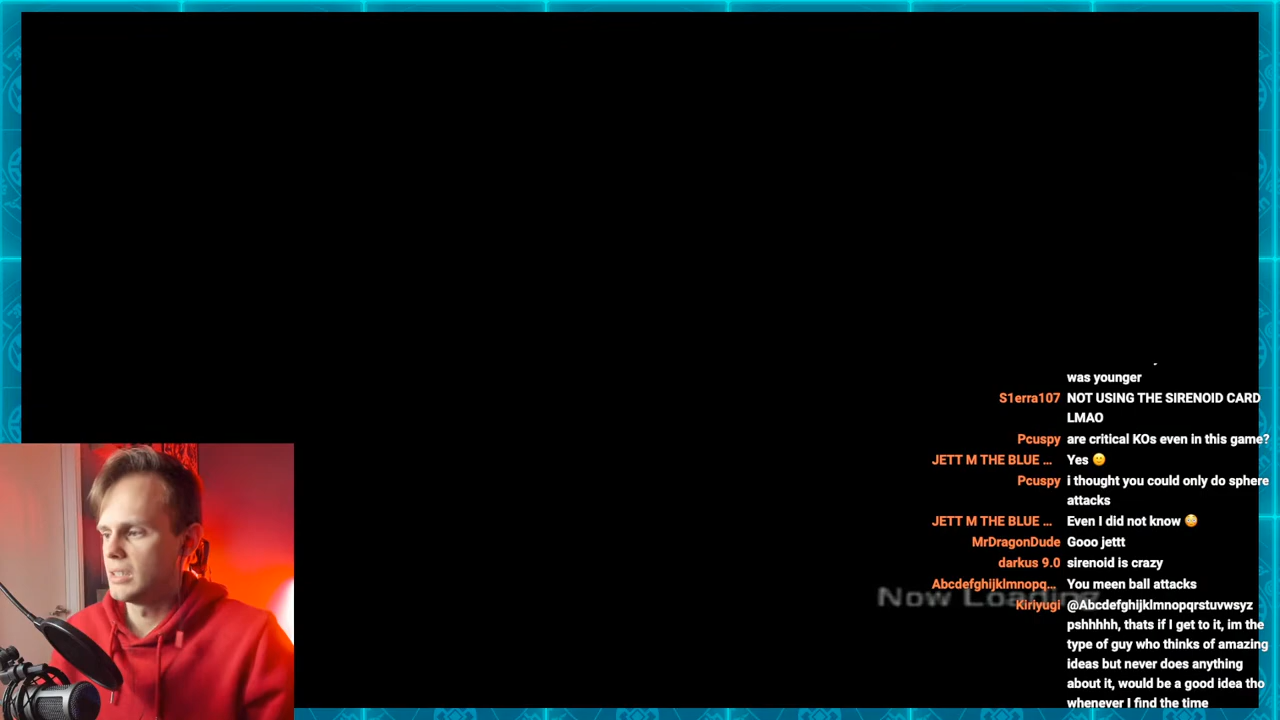 was younger
S1erra107 NOT USING THE SIRENOID CARD
LMAO
Pcuspy are critical KOs even in this game?
JETT M THE BLUE ... Yes 🙂
Pcuspy i thought you could only do sphere
attacks
JETT M THE BLUE ... Even I did not know 😳
MrDragonDude Gooo jettt
darkus 9.0 sirenoid is crazy
Abcdefghijklmnopq... You meen ball attacks
Now Loading
Kiriyugi @Abcdefghijklmnopqrstuvwsyz
pshhhhh, thats if I get to it, im the
type of guy who thinks of amazing
ideas but never does anything
about it, would be a good idea tho
whenever I find the time